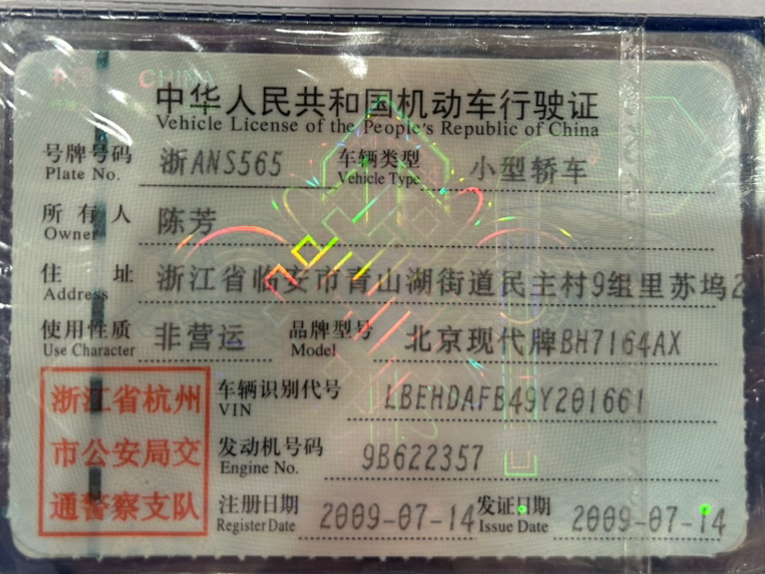 CHINA
中华人民共和国机动车行驶证
Vehicle License of the People's Republic of China
号牌号码 浙ANS565 车辆类型 小型轿车
Plate No. Vehicle Type
所有人 陈芳
Owner
住址 浙江省临安市青山湖街道民主村9组里苏坞2
Address
使用性质 非营运 品牌型号 北京现代牌BH7164AX
Use Character Model
车辆识别代号 LBEHDAFB49Y201661
VIN
发动机号码 9B622357
Engine No.
注册日期 2009-07-14 发证日期 2009-07-14
Register Date Issue Date
浙江省杭州
市公安局交
通警察支队